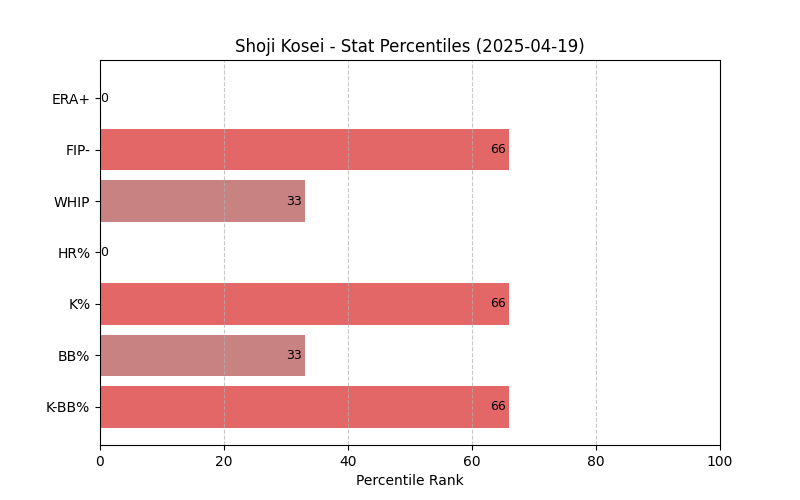 Shoji Kosei - Stat Percentiles (2025-04-19)
ERA+ 0
FIP- 66
WHIP 33
HR% 0
K% 66
BB% 33
K-BB% 66
0 20 40 60 80 100
Percentile Rank